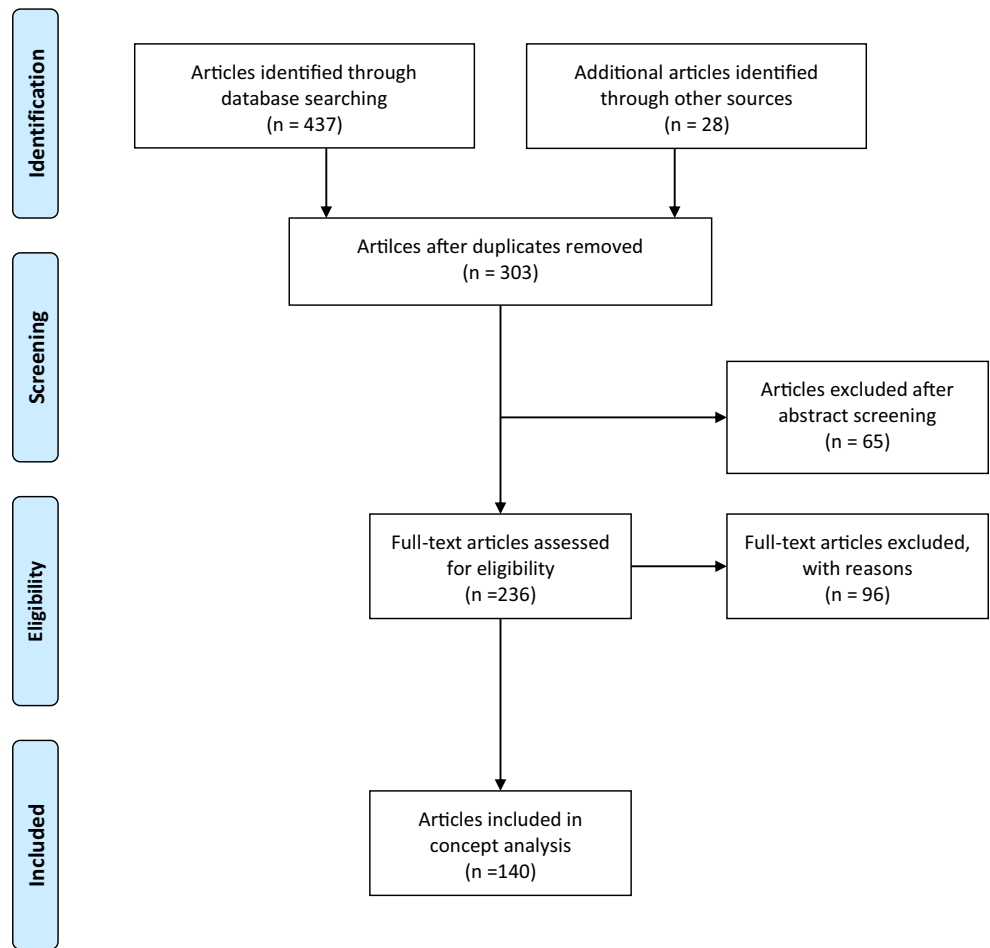 Identification
Articles identified through
database searching
(n = 437)
Additional articles identified
through other sources
(n = 28)
Screening
Artilces after duplicates removed
(n = 303)
Articles excluded after
abstract screening
(n = 65)
Eligibility
Full-text articles assessed
for eligibility
(n =236)
Full-text articles excluded,
with reasons
(n = 96)
Included
Articles included in
concept analysis
(n =140)